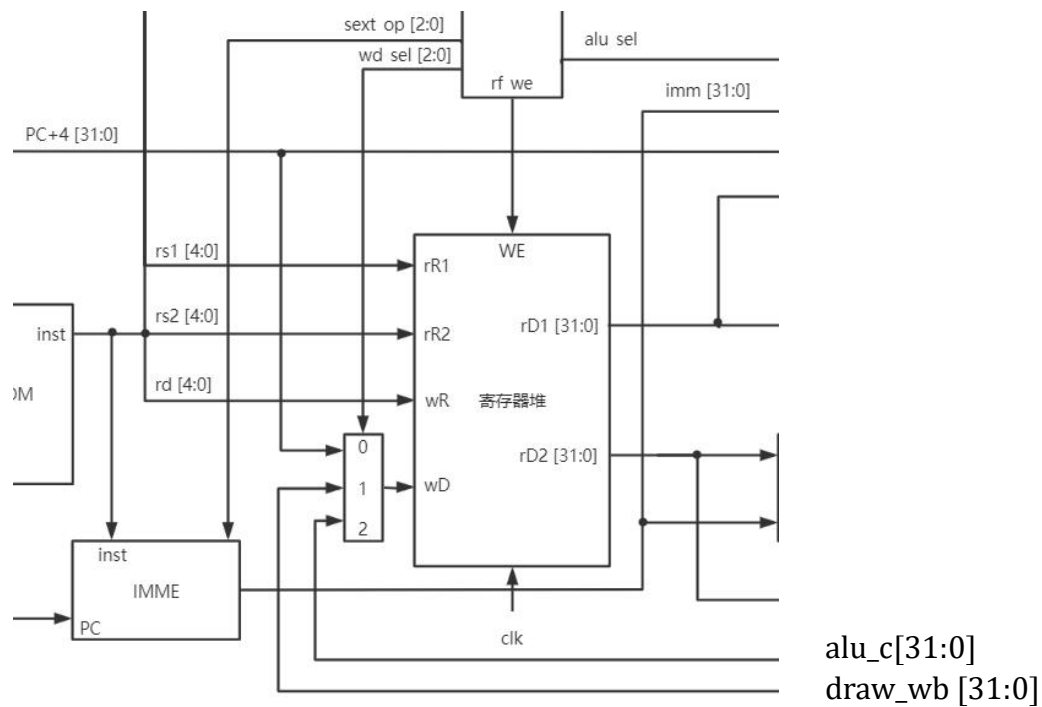 sext op [2:0]
wd sel [2:0]
alu sel
rf we
imm [31:0]
PC+4 [31:0]
WE
rs1 [4:0]
rR1
rs2 [4:0]
inst
rR2
rD1 [31:0]
rd [4:0]
wR
寄存器堆
0
rD2 [31:0]
1
wD
2
inst
IMME
PC
clk
alu_c[31:0]
draw_wb [31:0]